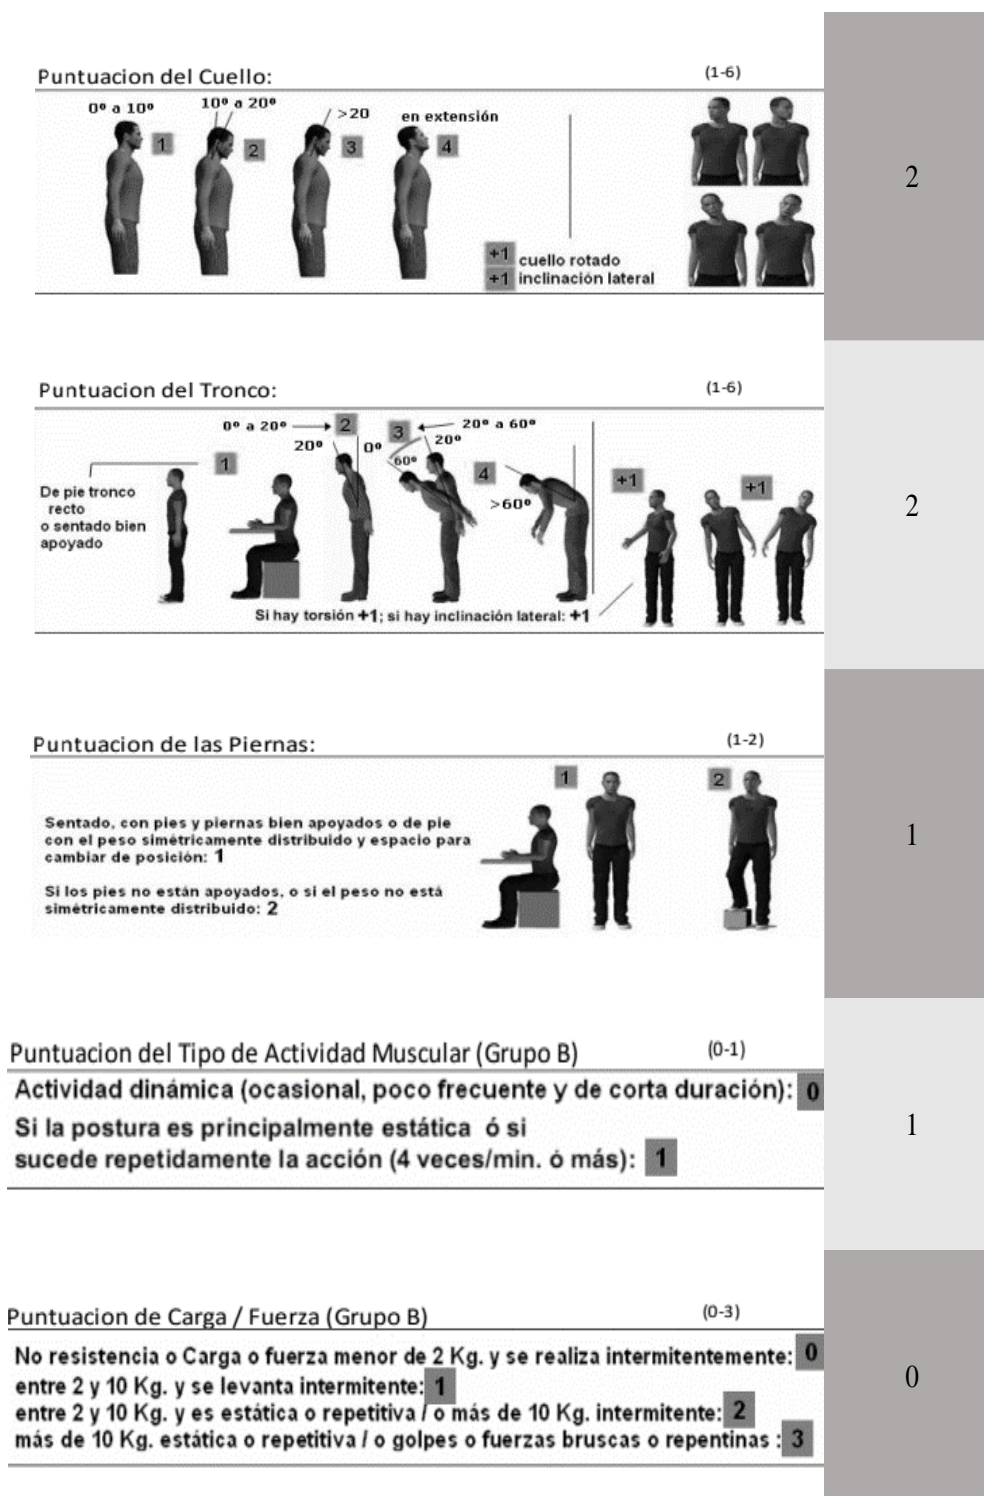 Puntuacion del Cuello: (1-6)
0º a 10º 10º a 20º >20 en extensión
1 2 3 4
2
+1 cuello rotado
+1 inclinación lateral
Puntuacion del Tronco: (1-6)
0º a 20º 2 3 20º a 60º
20º 0º 60º 20º
1 4 >60º +1 +1
De pie tronco
recto
o sentado bien
apoyado
2
Si hay torsión +1; si hay inclinación lateral: +1
Puntuacion de las Piernas: (1-2)
1 2
Sentado, con pies y piernas bien apoyados o de pie
con el peso simétricamente distribuido y espacio para
cambiar de posición: 1
1
Si los pies no están apoyados, o si el peso no está
simétricamente distribuido: 2
Puntuacion del Tipo de Actividad Muscular (Grupo B) (0-1)
Actividad dinámica (ocasional, poco frecuente y de corta duración): 0
Si la postura es principalmente estática ó si
sucede repetidamente la acción (4 veces/min. ó más): 1
1
Puntuacion de Carga / Fuerza (Grupo B) (0-3)
No resistencia o Carga o fuerza menor de 2 Kg. y se realiza intermitentemente: 0
entre 2 y 10 Kg. y se levanta intermitente: 1
entre 2 y 10 Kg. y es estática o repetitiva / o más de 10 Kg. intermitente: 2
más de 10 Kg. estática o repetitiva / o golpes o fuerzas bruscas o repentinas : 3
0